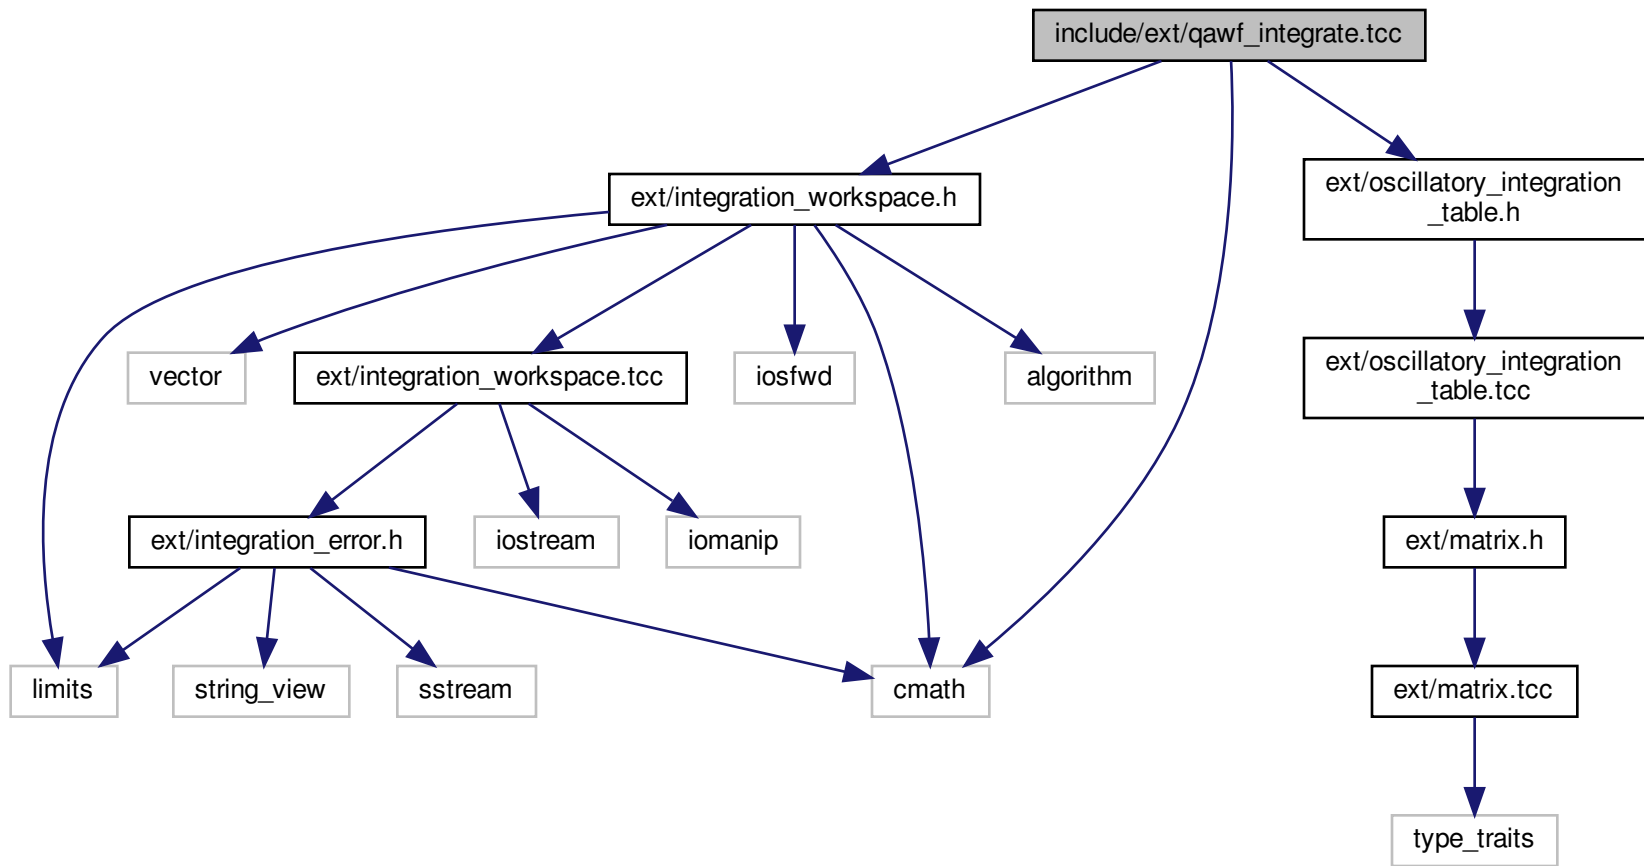 include/ext/qawf_integrate.tcc
ext/integration_workspace.h
ext/oscillatory_integration
_table.h
vector
ext/integration_workspace.tcc
iosfwd
algorithm
ext/oscillatory_integration
_table.tcc
ext/integration_error.h
iostream
iomanip
ext/matrix.h
limits
string_view
sstream
cmath
ext/matrix.tcc
type_traits